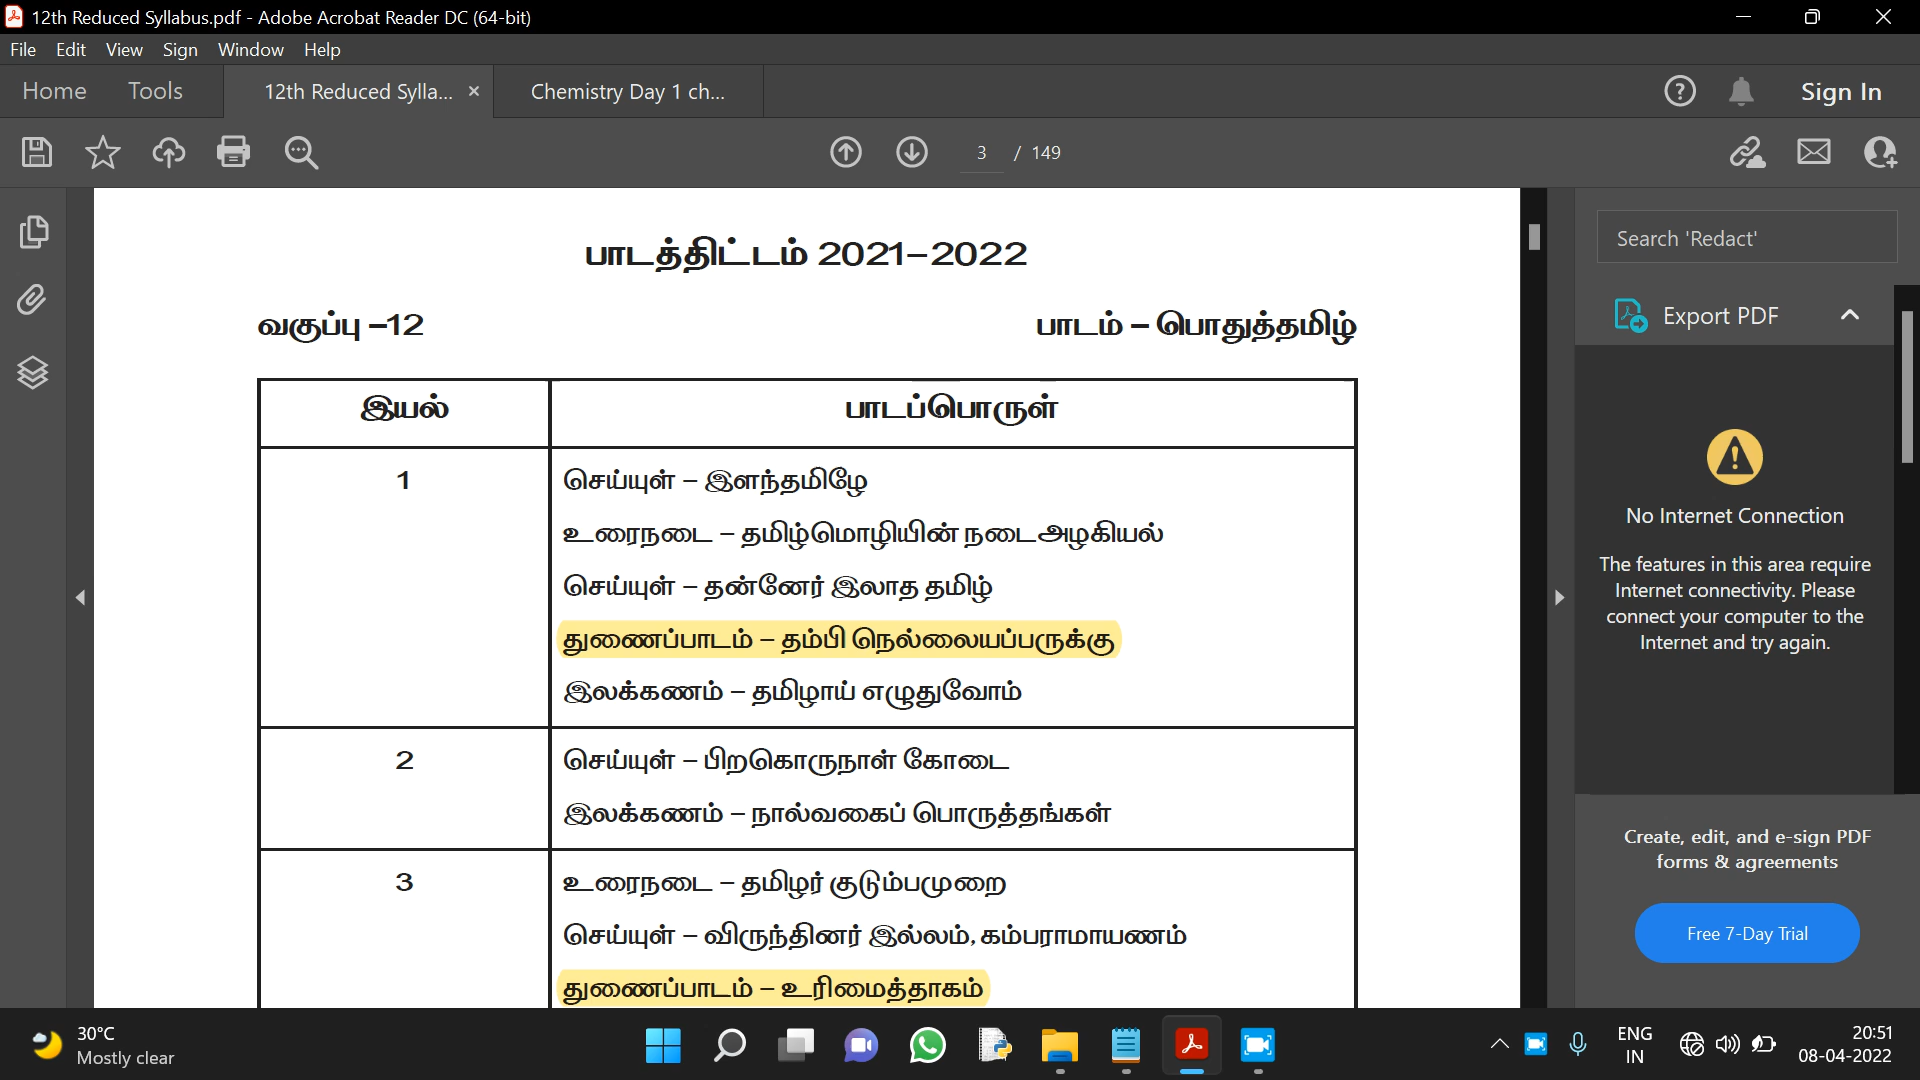 12th Reduced Syllabus.pdf - Adobe Acrobat Reader DC (64-bit)
File Edit View Sign Window Help
Home Tools 12th Reduced Sylla... × Chemistry Day 1 ch... Sign In
3 / 149
பாடத்திட்டம் 2021–2022
வகுப்பு –12 பாடம் – பொதுத்தமிழ்
இயல் பாடப்பொருள்
1 செய்யுள் – இளந்தமிழே
உரைநடை – தமிழ்மொழியின் நடைஅழகியல்
செய்யுள் – தன்னேர் இலாத தமிழ்
துணைப்பாடம் – தம்பி நெல்லையப்பருக்கு
இலக்கணம் – தமிழாய் எழுதுவோம்
2 செய்யுள் – பிறகொருநாள் கோடை
இலக்கணம் – நால்வகைப் பொருத்தங்கள்
3 உரைநடை – தமிழர் குடும்பமுறை
செய்யுள் – விருந்தினர் இல்லம், கம்பராமாயணம்
துணைப்பாடம் – உரிமைத்தாகம்
Search 'Redact'
Export PDF
No Internet Connection
The features in this area require
Internet connectivity. Please
connect your computer to the
Internet and try again.
Create, edit, and e-sign PDF
forms & agreements
Free 7-Day Trial
30°C
Mostly clear
ENG
IN
20:51
08-04-2022